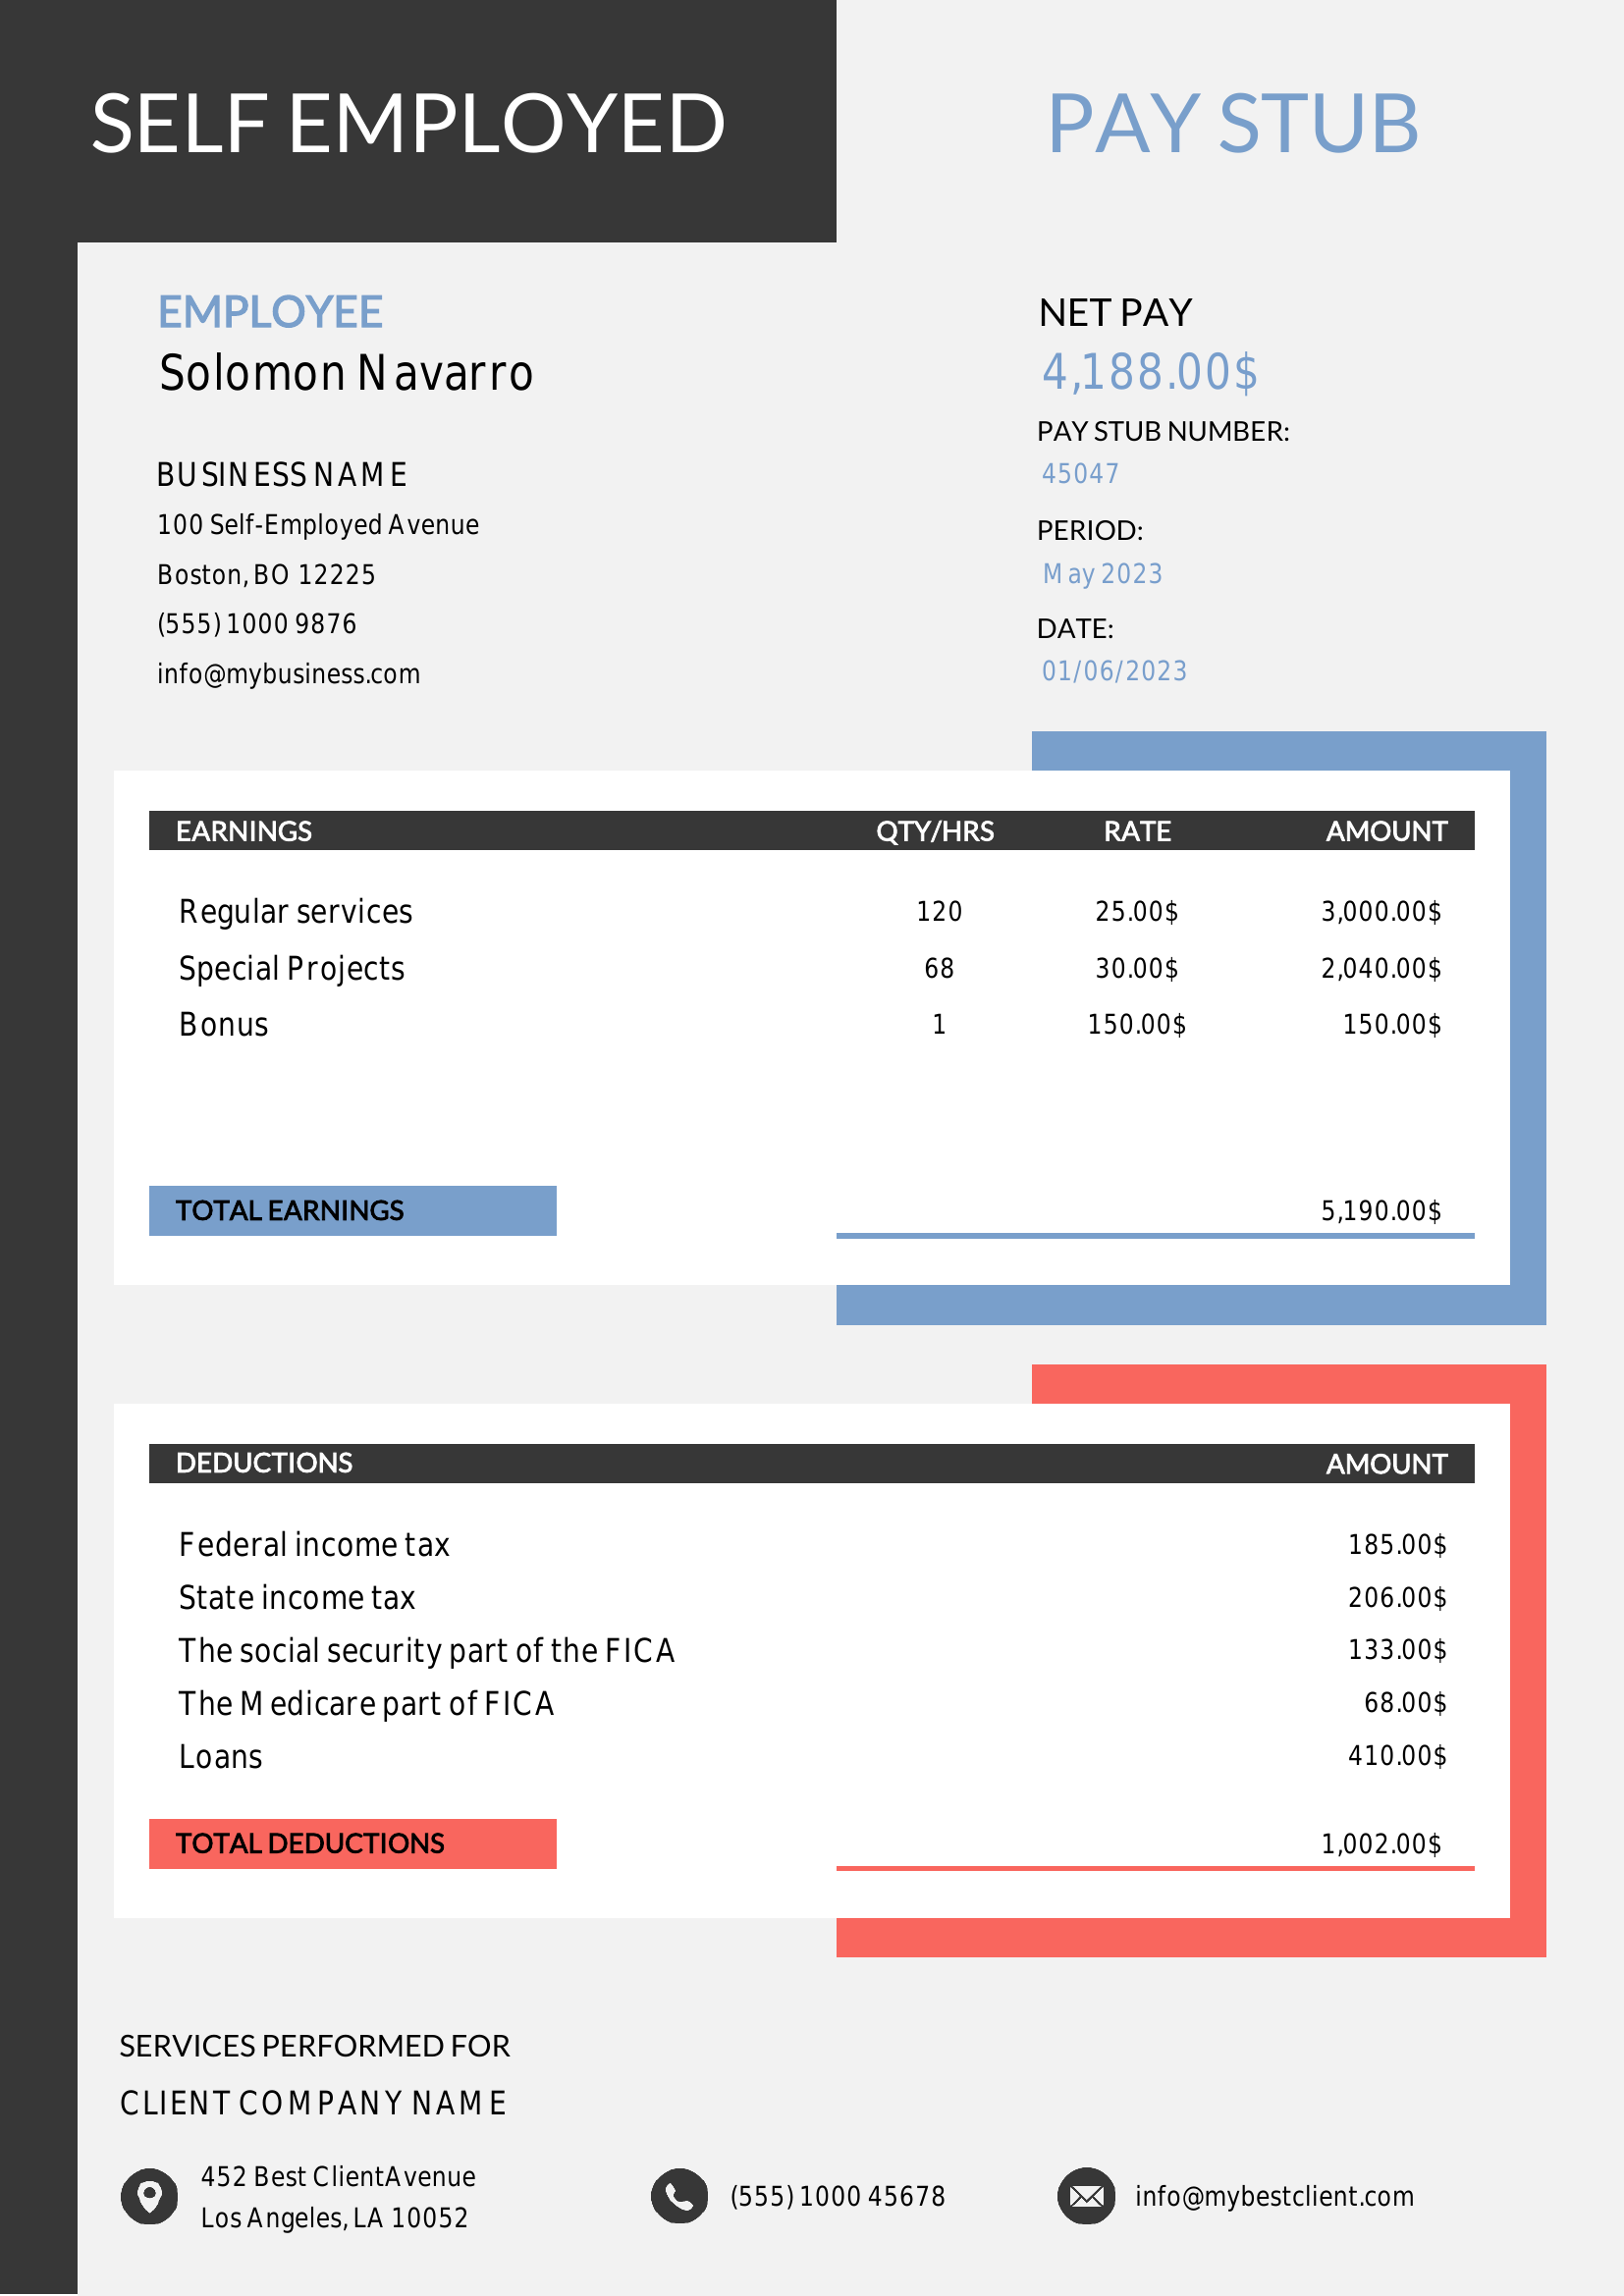 SELF EMPLOYED
PAY STUB
EMPLOYEE
Solomon Navarro
BUSINESS NAME
100 Self-Employed Avenue
Boston, BO 12225
(555) 1000 9876
info@mybusiness.com
NET PAY
4,188.00$
PAY STUB NUMBER:
45047
PERIOD:
May 2023
DATE:
01/06/2023
EARNINGS QTY/HRS RATE AMOUNT
Regular services 120 25.00$ 3,000.00$
Special Projects 68 30.00$ 2,040.00$
Bonus 1 150.00$ 150.00$
TOTAL EARNINGS 5,190.00$
DEDUCTIONS AMOUNT
Federal income tax 185.00$
State income tax 206.00$
The social security part of the FICA 133.00$
The Medicare part of FICA 68.00$
Loans 410.00$
TOTAL DEDUCTIONS 1,002.00$
SERVICES PERFORMED FOR
CLIENT COMPANY NAME
452 Best ClientAvenue
Los Angeles, LA 10052
(555) 1000 45678
info@mybestclient.com